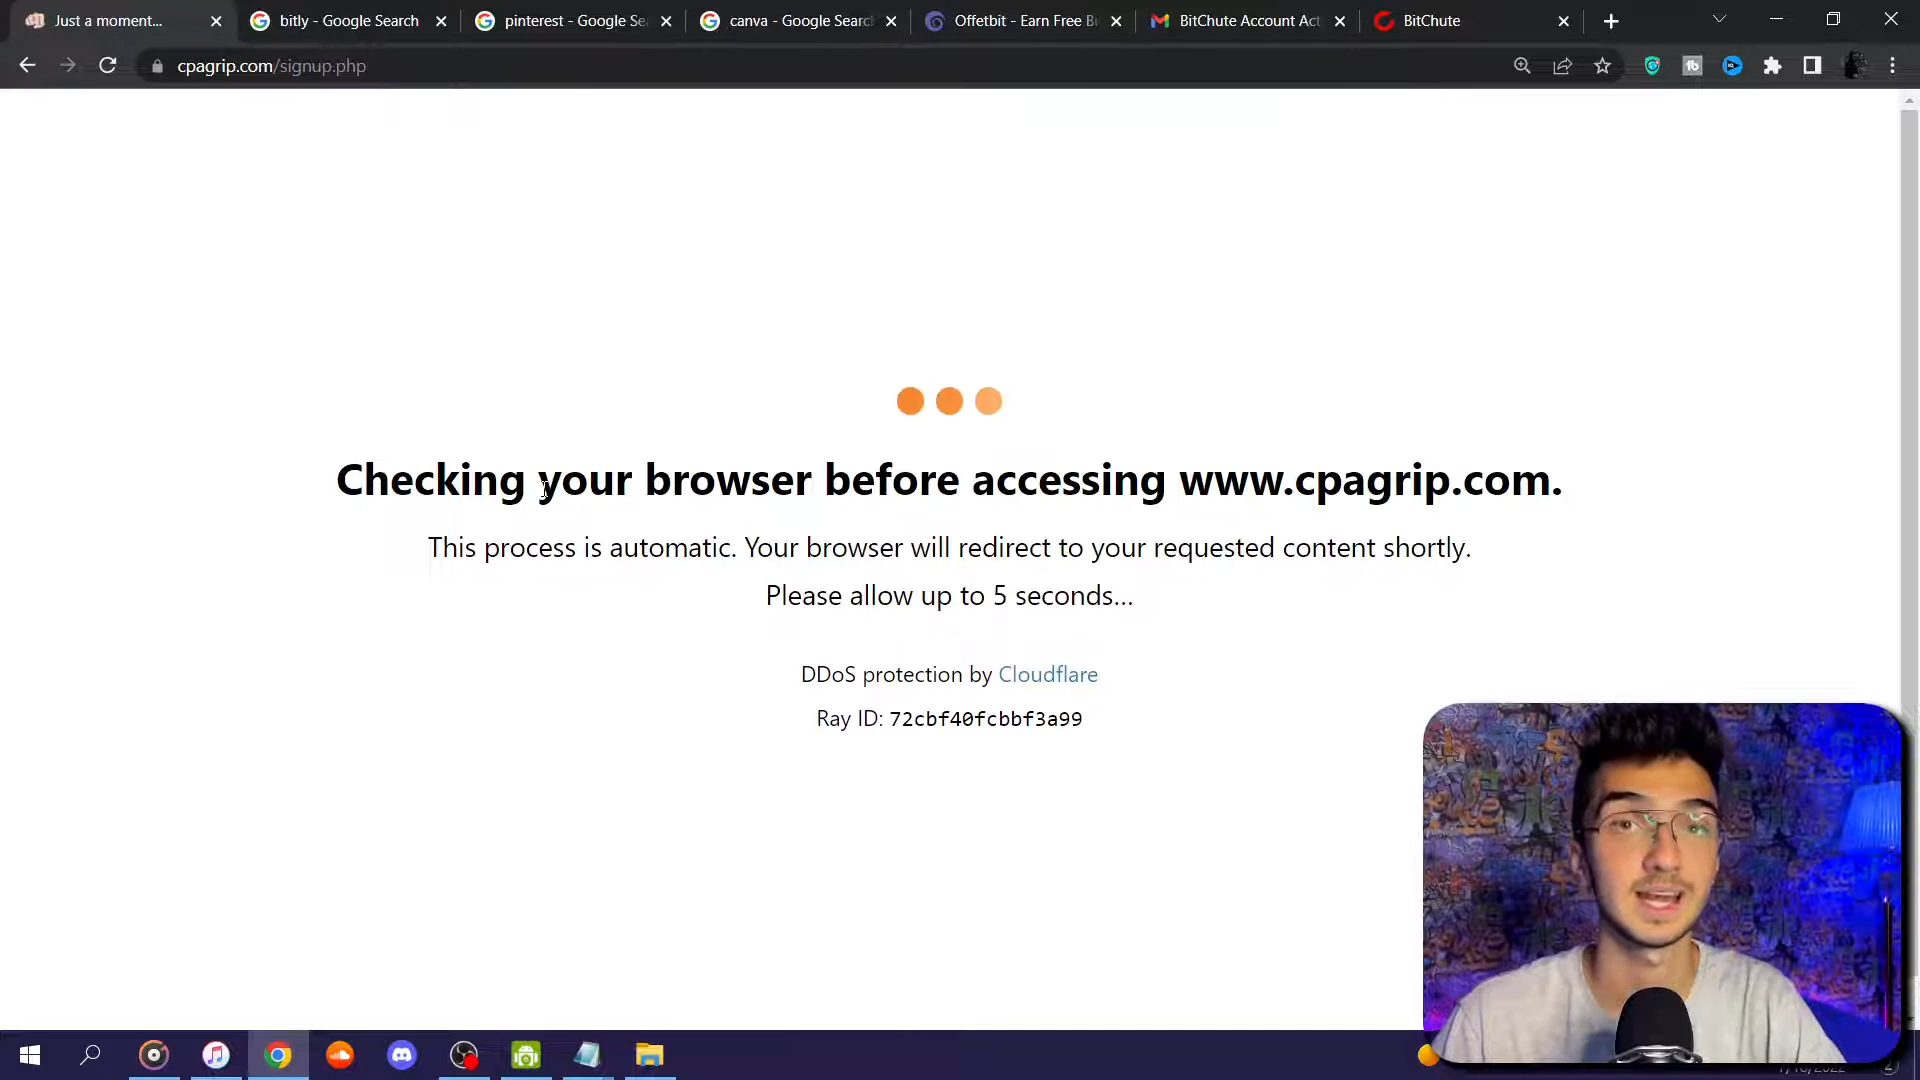 Just a moment...
bitly - Google Search
pinterest - Google Se
canva - Google Searc
Offetbit - Earn Free B
BitChute Account Act
BitChute
cpagrip.com/signup.php
Checking your browser before accessing www.cpagrip.com.
This process is automatic. Your browser will redirect to your requested content shortly.
Please allow up to 5 seconds...
DDoS protection by Cloudflare
Ray ID: 72cbf40fcbbf3a99